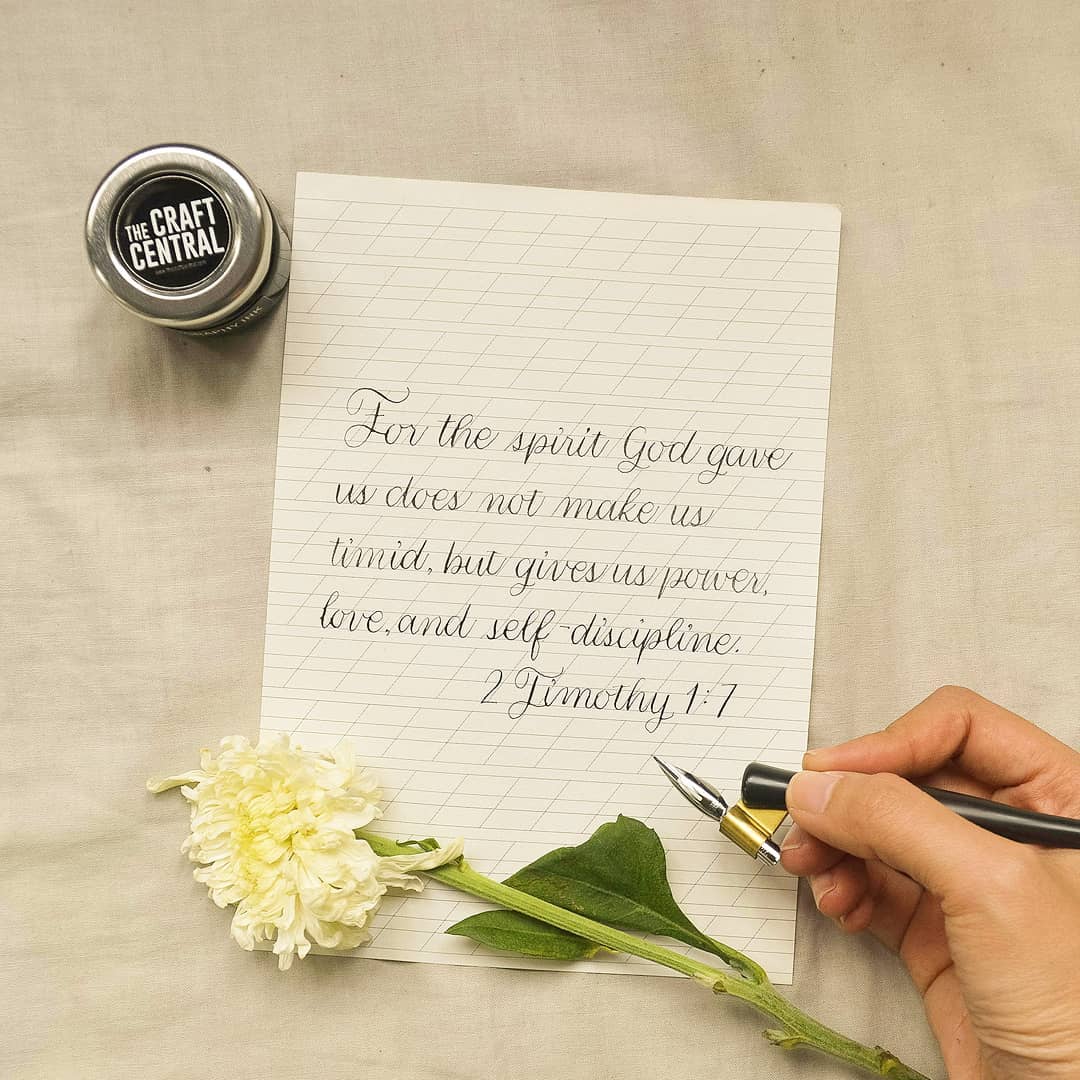 THE CRAFT
CENTRAL
For the spirit God gave
us does not make us
timid, but gives us power,
love, and self-discipline.
2 Timothy 1:7